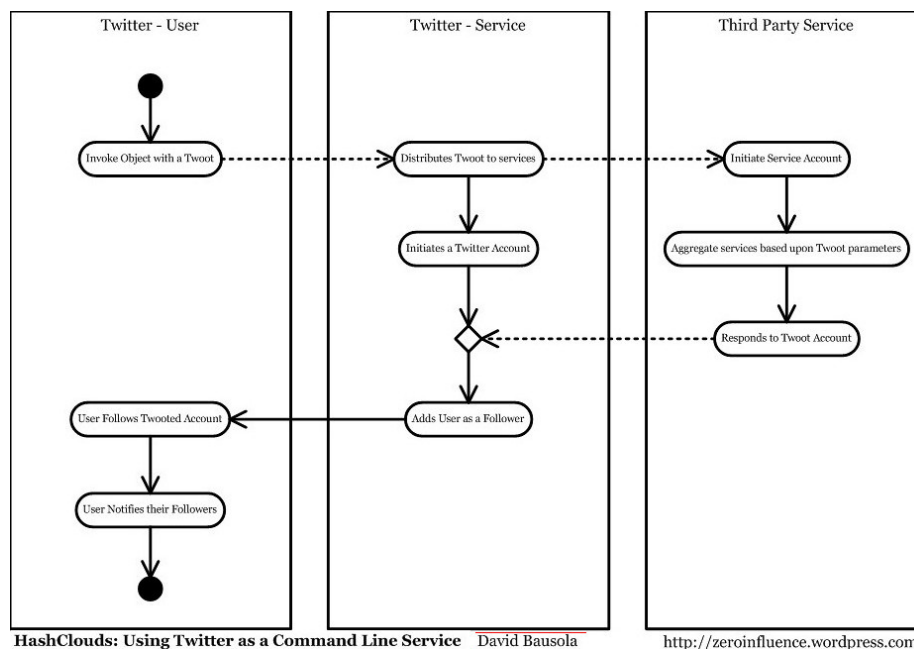 Twitter - User
Twitter - Service
Third Party Service
Invoke Object with a Twoot
Distributes Twoot to services
Initiate Service Account
Initiates a Twitter Account
Aggregate services based upon Twoot parameters
Responds to Twoot Account
User Follows Twooted Account
Adds User as a Follower
User Notifies their Followers
HashClouds: Using Twitter as a Command Line Service David Bausola http://zeroinfluence.wordpress.com